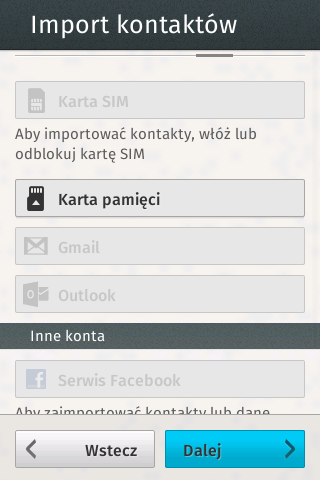 Import kontaktów
Karta SIM
Aby importować kontakty, włóż lub
odblokuj kartę SIM
Karta pamięci
Gmail
Outlook
Inne konta
Serwis Facebook
Aby zaimportować kontakty lub dane
Wstecz
Dalej